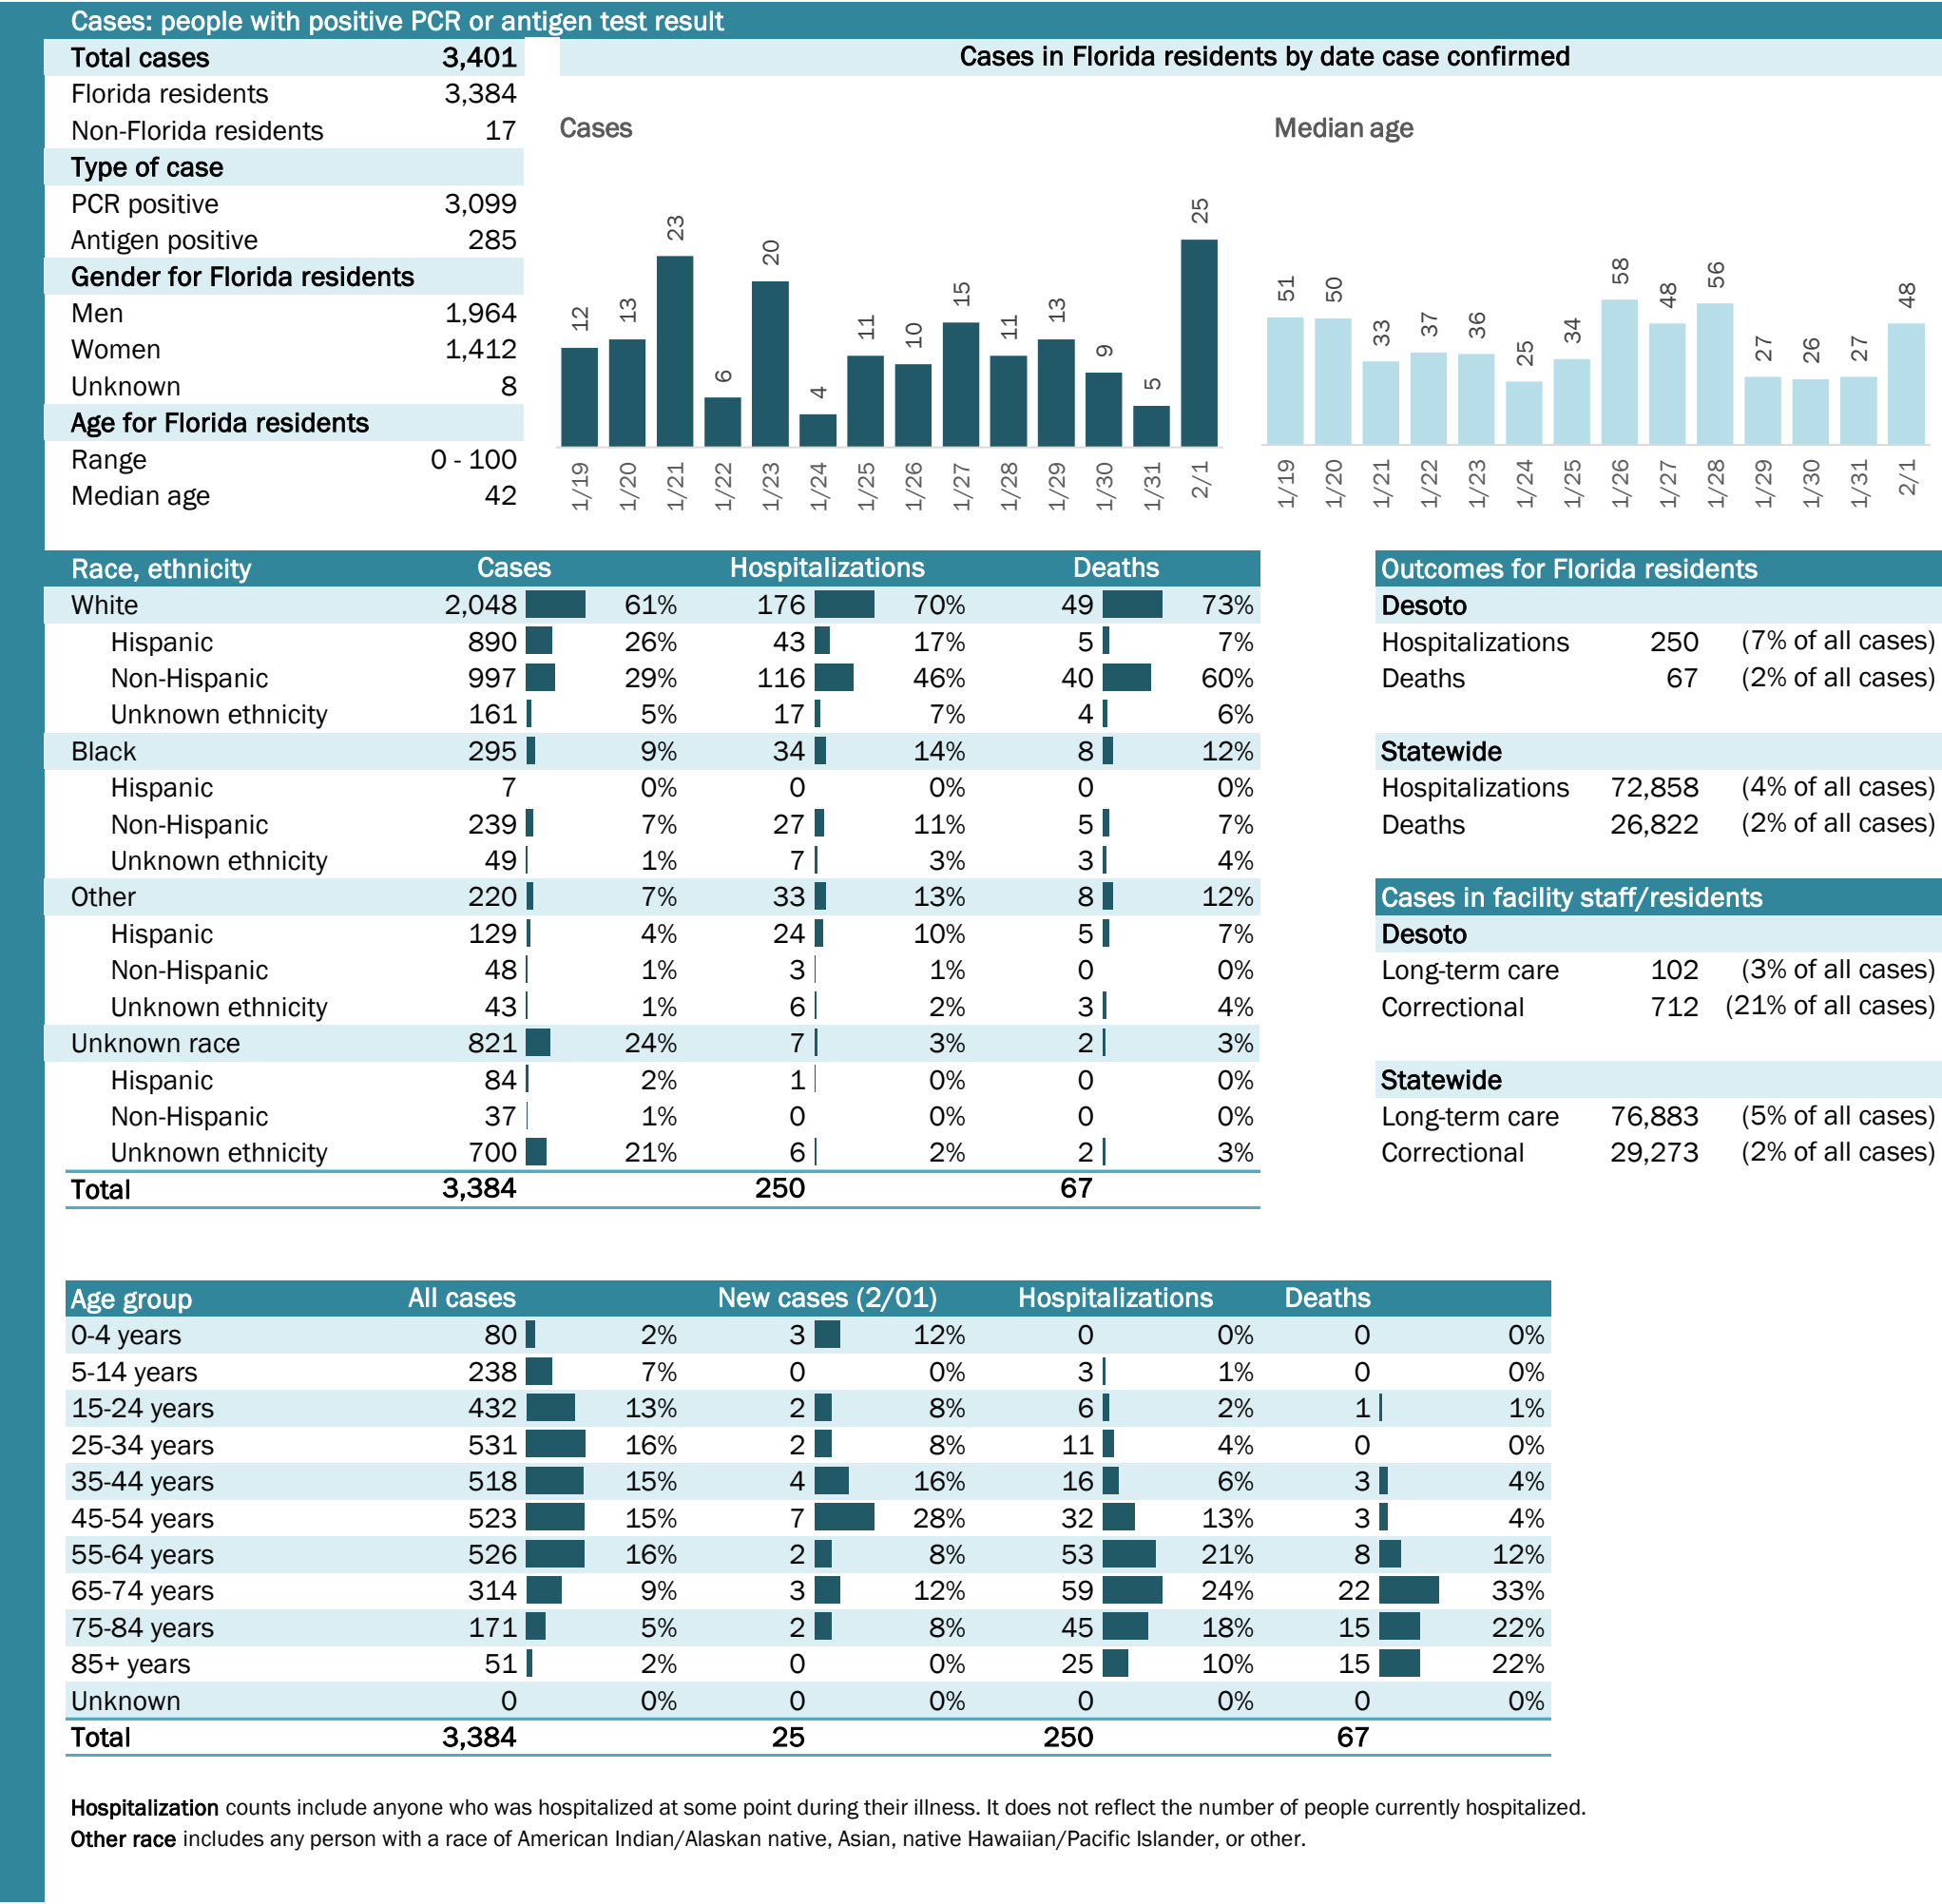 Cases: people with positive PCR or antigen test result
Total cases 3,401
Florida residents 3,384
Non-Florida residents 17
Type of case
PCR positive 3,099
Antigen positive 285
Gender for Florida residents
Men 1,964
Women 1,412
Unknown 8
Age for Florida residents
Range 0 - 100
Median age 42
Cases in Florida residents by date case confirmed
Cases
12 13 23 6 20 4 11 10 15 11 13 9 5 25
1/19 1/20 1/21 1/22 1/23 1/24 1/25 1/26 1/27 1/28 1/29 1/30 1/31 2/1
Median age
51 50 33 37 36 25 34 58 48 56 27 26 27 48
1/19 1/20 1/21 1/22 1/23 1/24 1/25 1/26 1/27 1/28 1/29 1/30 1/31 2/1
Race, ethnicity Cases Hospitalizations Deaths
White 2,048 61% 176 70% 49 73%
Hispanic 890 26% 43 17% 5 7%
Non-Hispanic 997 29% 116 46% 40 60%
Unknown ethnicity 161 5% 17 7% 4 6%
Black 295 9% 34 14% 8 12%
Hispanic 7 0% 0 0% 0 0%
Non-Hispanic 239 7% 27 11% 5 7%
Unknown ethnicity 49 1% 7 3% 3 4%
Other 220 7% 33 13% 8 12%
Hispanic 129 4% 24 10% 5 7%
Non-Hispanic 48 1% 3 1% 0 0%
Unknown ethnicity 43 1% 6 2% 3 4%
Unknown race 821 24% 7 3% 2 3%
Hispanic 84 2% 1 0% 0 0%
Non-Hispanic 37 1% 0 0% 0 0%
Unknown ethnicity 700 21% 6 2% 2 3%
Total 3,384 250 67
Outcomes for Florida residents
Desoto
Hospitalizations 250 (7% of all cases)
Deaths 67 (2% of all cases)
Statewide
Hospitalizations 72,858 (4% of all cases)
Deaths 26,822 (2% of all cases)
Cases in facility staff/residents
Desoto
Long-term care 102 (3% of all cases)
Correctional 712 (21% of all cases)
Statewide
Long-term care 76,883 (5% of all cases)
Correctional 29,273 (2% of all cases)
Age group All cases New cases (2/01) Hospitalizations Deaths
0-4 years 80 2% 3 12% 0 0% 0 0%
5-14 years 238 7% 0 0% 3 1% 0 0%
15-24 years 432 13% 2 8% 6 2% 1 1%
25-34 years 531 16% 2 8% 11 4% 0 0%
35-44 years 518 15% 4 16% 16 6% 3 4%
45-54 years 523 15% 7 28% 32 13% 3 4%
55-64 years 526 16% 2 8% 53 21% 8 12%
65-74 years 314 9% 3 12% 59 24% 22 33%
75-84 years 171 5% 2 8% 45 18% 15 22%
85+ years 51 2% 0 0% 25 10% 15 22%
Unknown 0 0% 0 0% 0 0% 0 0%
Total 3,384 25 250 67
Hospitalization counts include anyone who was hospitalized at some point during their illness. It does not reflect the number of people currently hospitalized.
Other race includes any person with a race of American Indian/Alaskan native, Asian, native Hawaiian/Pacific Islander, or other.